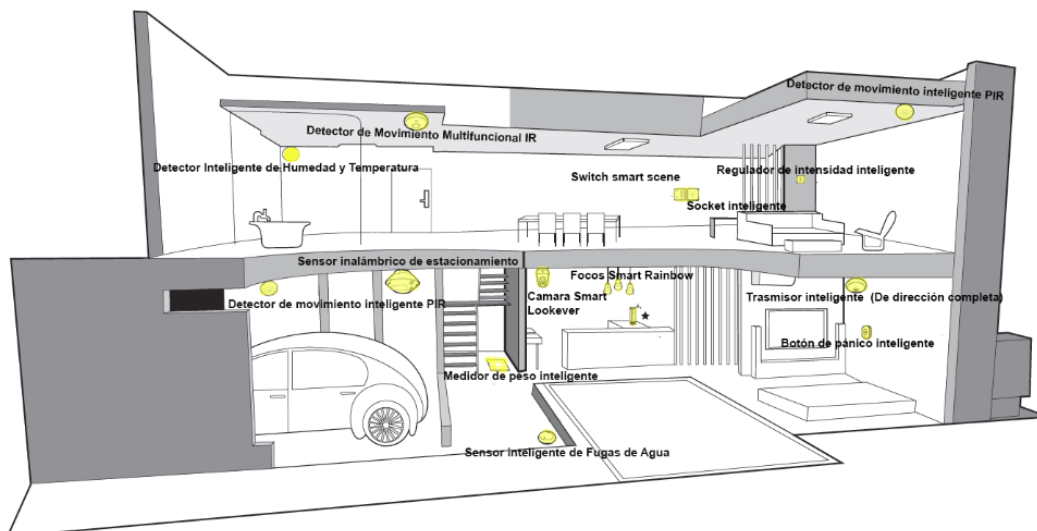 Detector de movimiento inteligente PIR
Detector de Movimiento Multifuncional IR
Detector Inteligente de Humedad y Temperatura
Regulador de intensidad inteligente
Switch smart scene
Socket inteligente
Sensor inalámbrico de estacionamiento
Focos Smart Rainbow
Detector de movimiento inteligente PIR
Camara Smart
Lookever
Trasmisor inteligente (De dirección completa)
Botón de pánico inteligente
Medidor de peso inteligente
Sensor Inteligente de Fugas de Agua